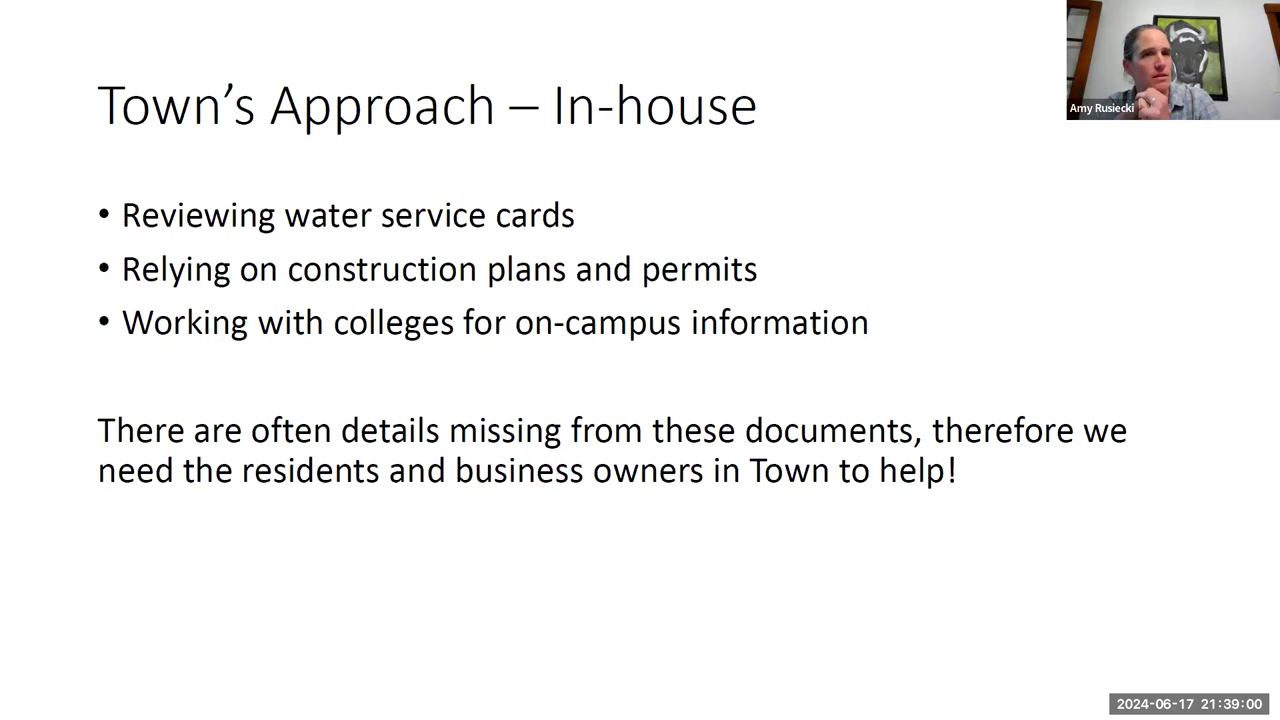 Town's Approach – In-house
Amy Rusiecki
• Reviewing water service cards
• Relying on construction plans and permits
• Working with colleges for on-campus information
There are often details missing from these documents, therefore we
need the residents and business owners in Town to help!
2024-06-17 21:39:00